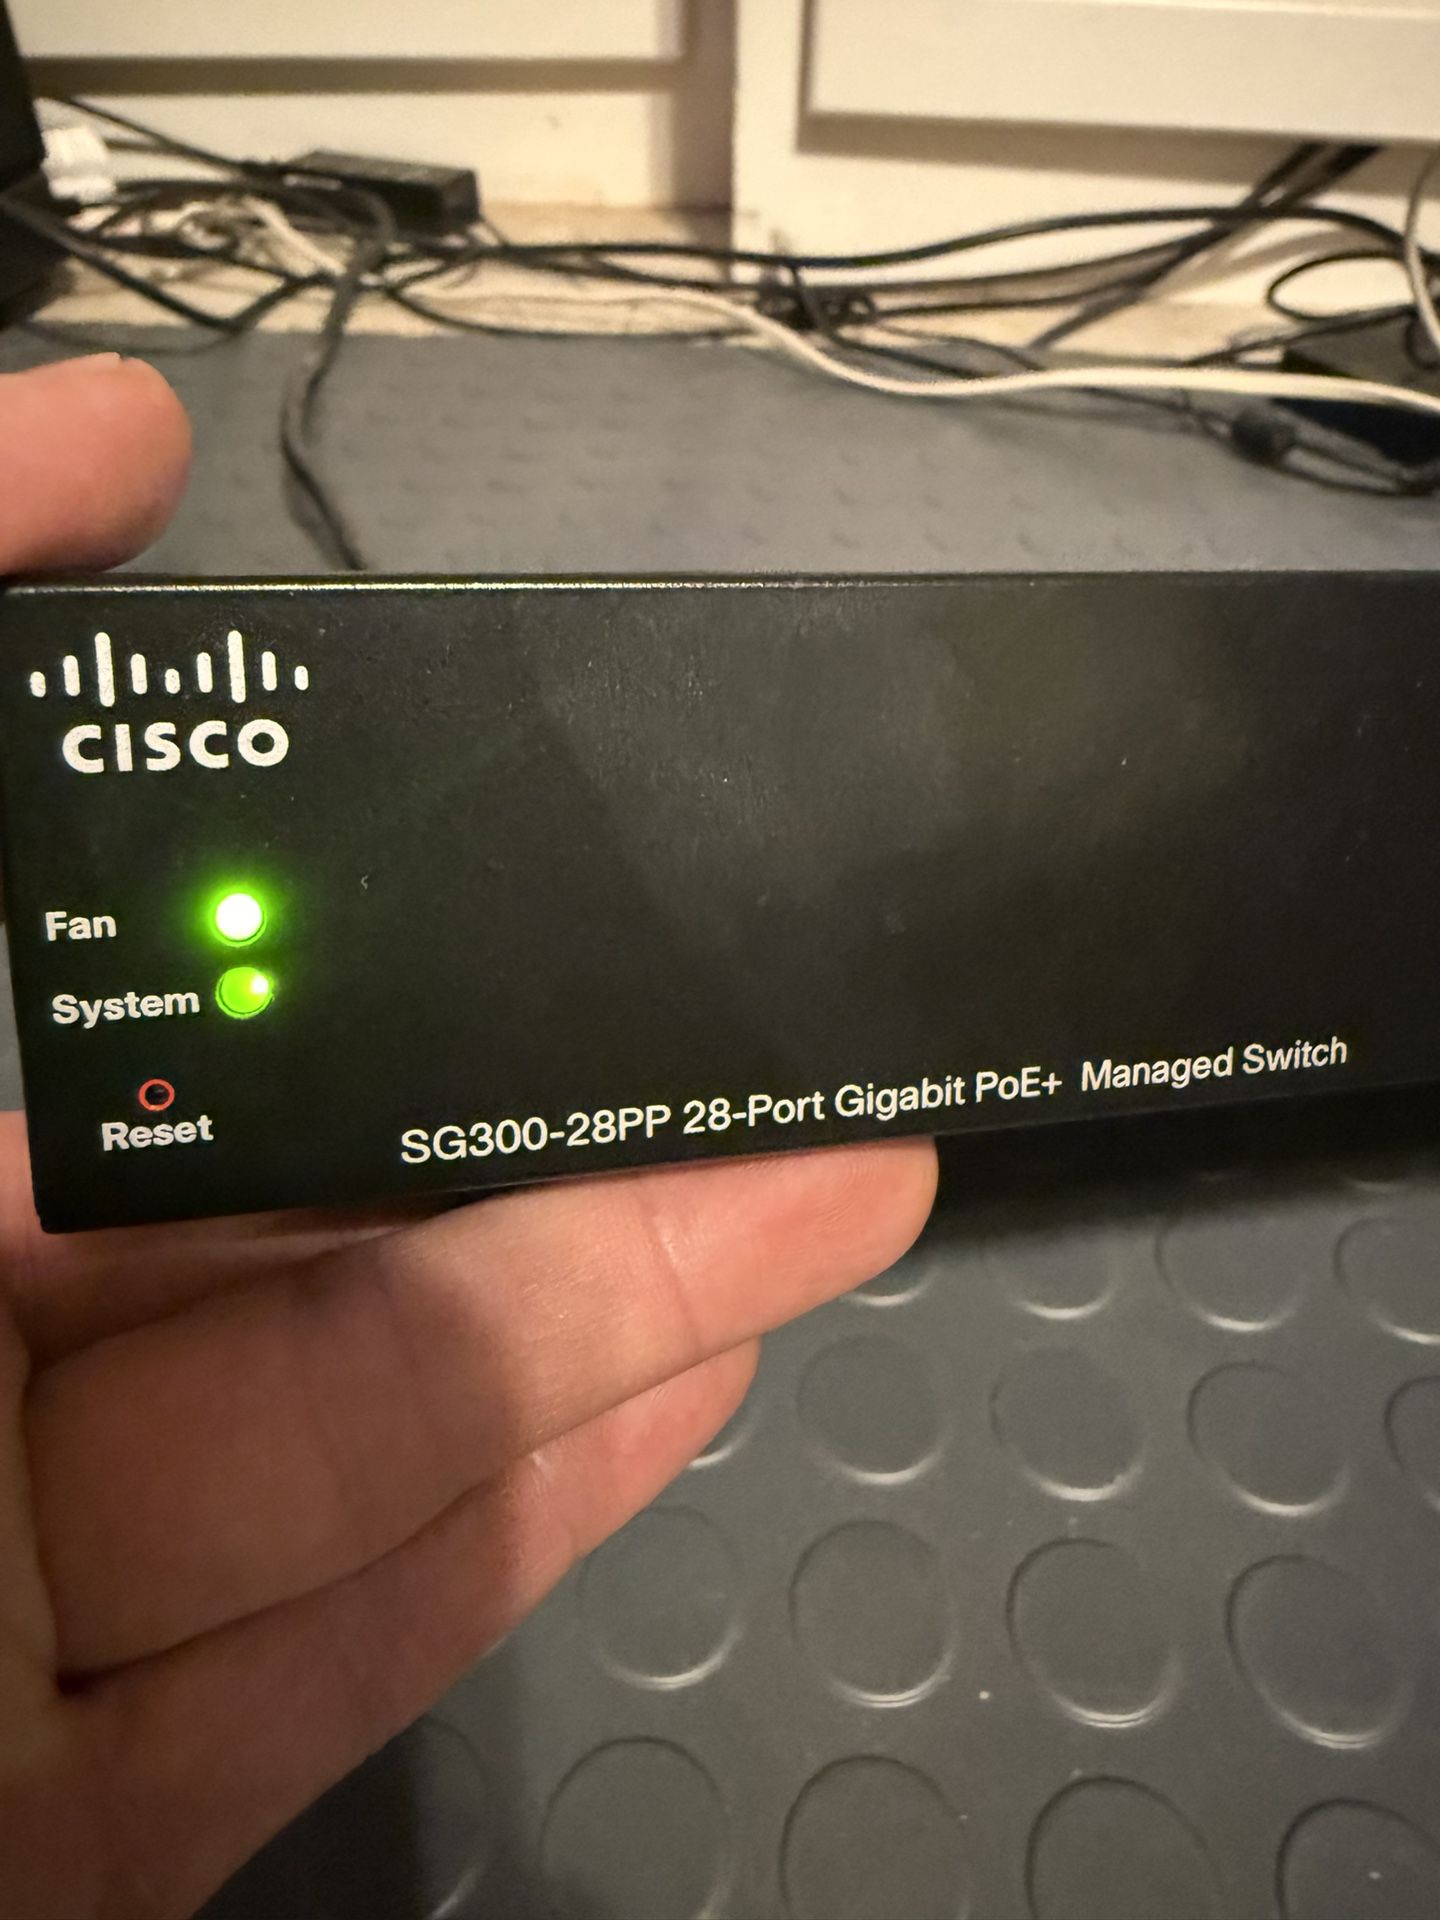 CISCO
Fan
System
Reset
SG300-28PP 28-Port Gigabit PoE+ Managed Switch